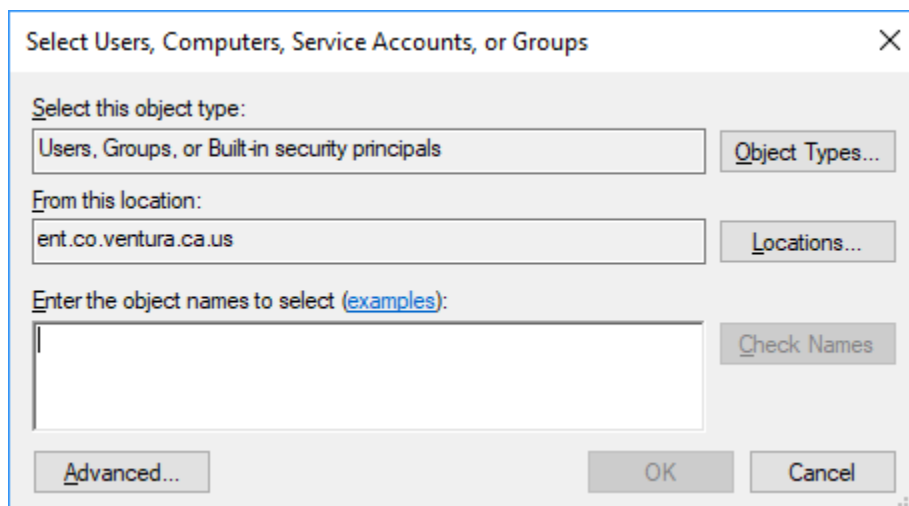 Select Users, Computers, Service Accounts, or Groups
Select this object type:
Users, Groups, or Built-in security principals
Object Types...
From this location:
ent.co.ventura.ca.us
Locations...
Enter the object names to select (examples):
Check Names
Advanced...
OK
Cancel